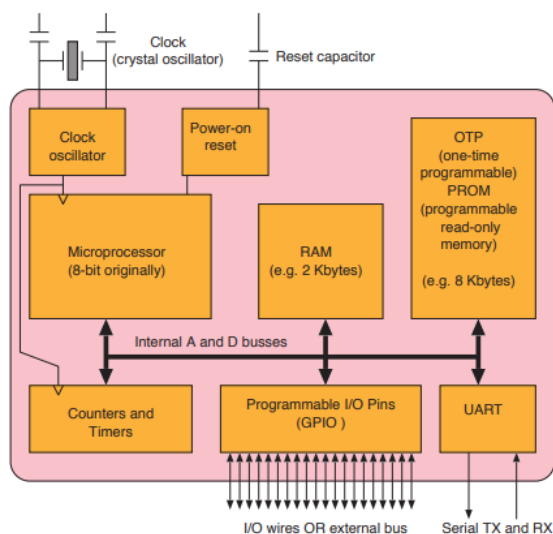 Clock
(crystal oscillator)
Reset capacitor
Clock
oscillator
Power-on
reset
OTP
(one-time
programmable)
PROM
(programmable
read-only
memory)
(e.g. 8 Kbytes)
Microprocessor
(8-bit originally)
RAM
(e.g. 2 Kbytes)
Internal A and D busses
Counters and
Timers
Programmable I/O Pins
(GPIO )
UART
I/O wires OR external bus
Serial TX and RX